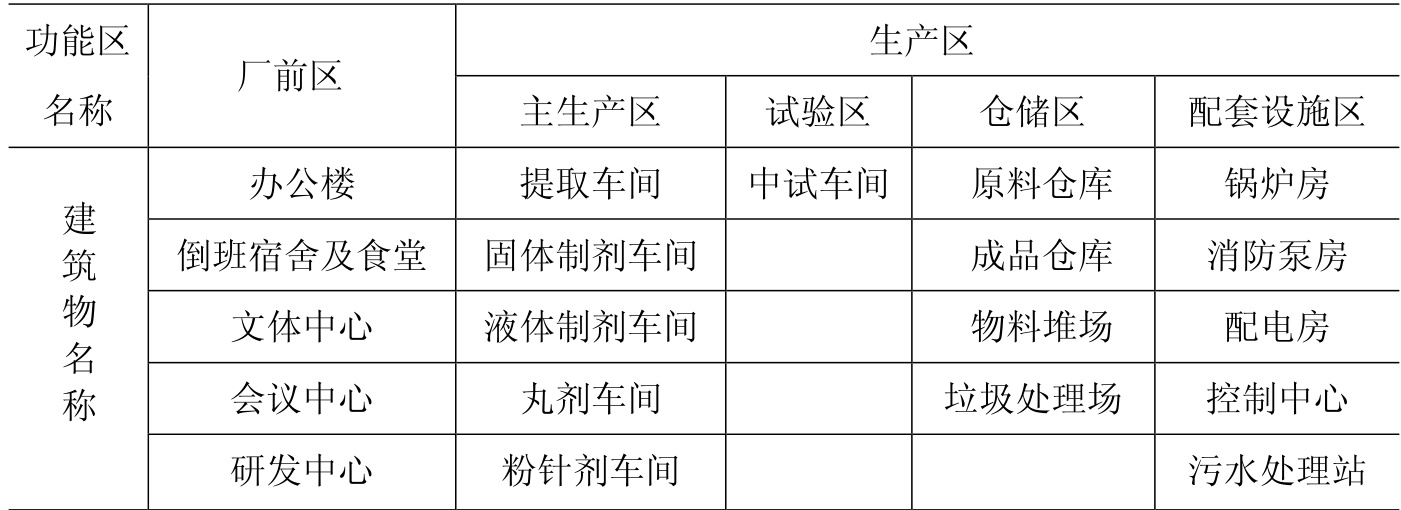 功能区名称 厂前区 生产区
主生产区 试验区 仓储区 配套设施区
建筑物名称 办公楼 提取车间 中试车间 原料仓库 锅炉房
倒班宿舍及食堂 固体制剂车间 成品仓库 消防泵房
文体中心 液体制剂车间 物料堆场 配电房
会议中心 丸剂车间 垃圾处理场 控制中心
研发中心 粉针剂车间 污水处理站